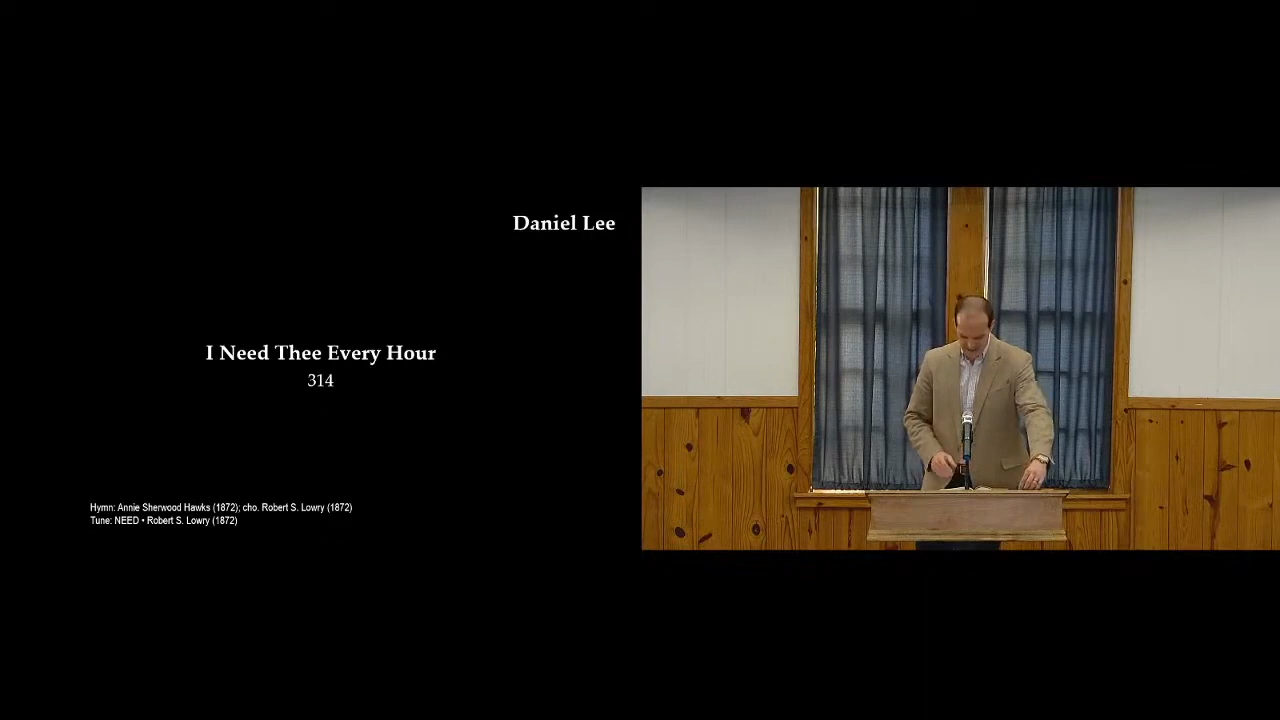 Daniel Lee
I Need Thee Every Hour
314
Hymn: Annie Sherwood Hawks (1872); cho. Robert S. Lowry (1872)
Tune: NEED • Robert S. Lowry (1872)